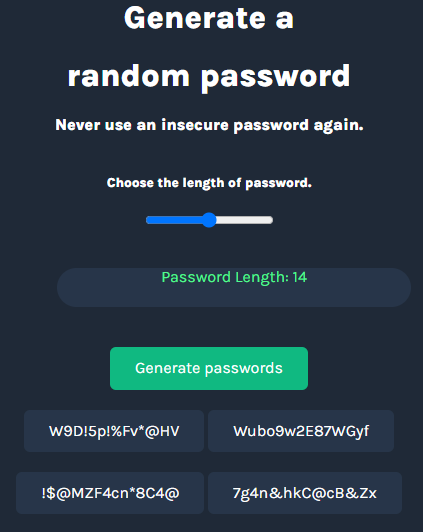 Generate a
random password
Never use an insecure password again.
Choose the length of password.
Password Length: 14
Generate passwords
W9D!5p!%Fv*@HV
Wubo9w2E87WGyf
!$@MZF4cn*8C4@
7g4n&hkC@cB&Zx